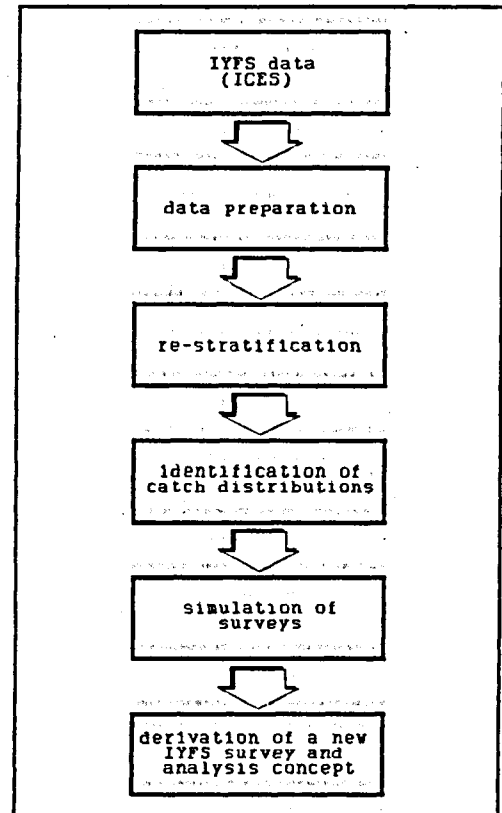 IYFS data
(ICES)
data preparation
re-stratification
identification of
catch distributions
simulation of
surveys
derivation of a new
IYFS survey and
analysis concept